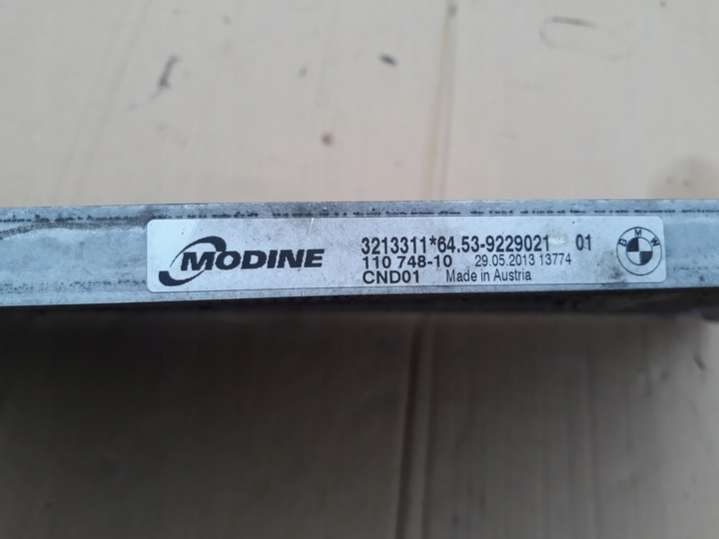 MODINE
3213311*64.53-9229021 01
110 748-10 29.05.2013 13774
CND01 Made in Austria
BMW